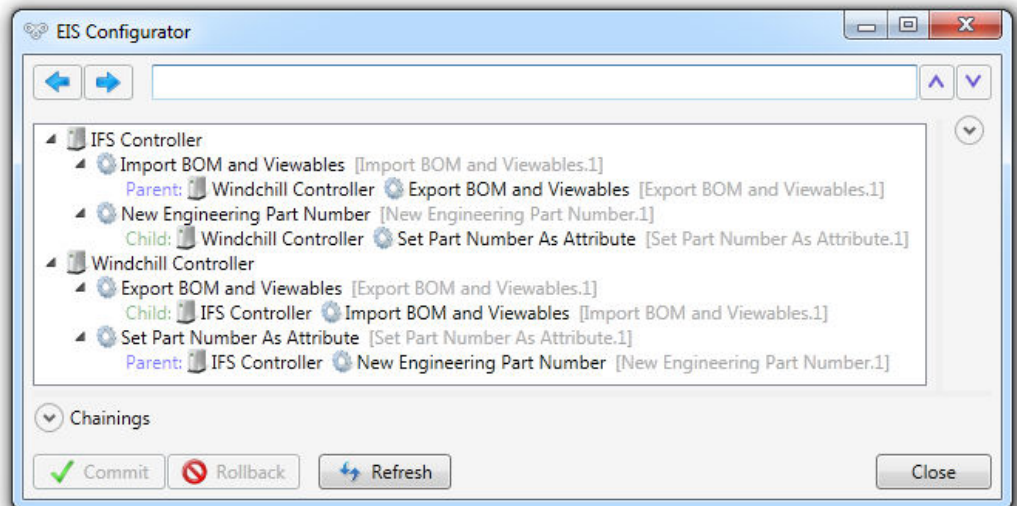 EIS Configurator
IFS Controller
Import BOM and Viewables [Import BOM and Viewables.1]
Parent: Windchill Controller Export BOM and Viewables [Export BOM and Viewables.1]
New Engineering Part Number [New Engineering Part Number.1]
Child: Windchill Controller Set Part Number As Attribute [Set Part Number As Attribute.1]
Windchill Controller
Export BOM and Viewables [Export BOM and Viewables.1]
Child: IFS Controller Import BOM and Viewables [Import BOM and Viewables.1]
Set Part Number As Attribute [Set Part Number As Attribute.1]
Parent: IFS Controller New Engineering Part Number [New Engineering Part Number.1]
Chainings
Commit Rollback Refresh Close